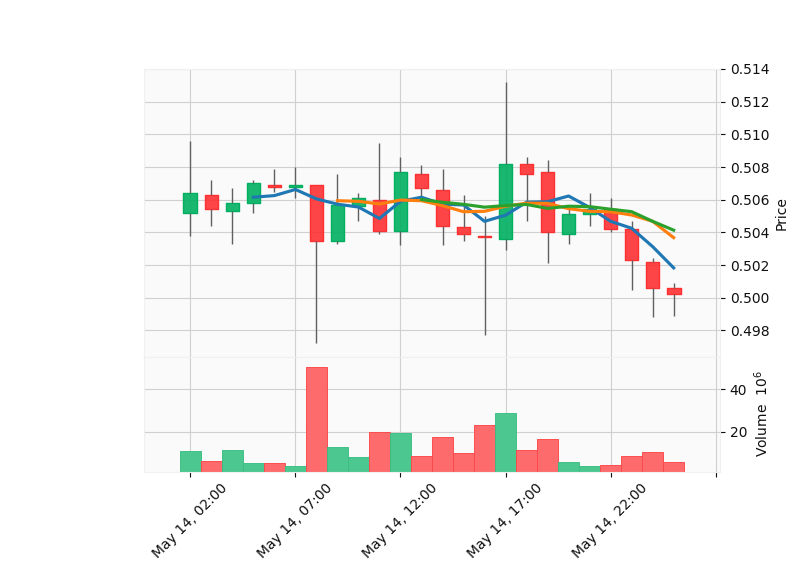 0.514
0.512
0.510
0.508
0.506
0.504
0.502
0.500
0.498
Price
40
20
Volume 10^6
May 14, 02:00
May 14, 07:00
May 14, 12:00
May 14, 17:00
May 14, 22:00